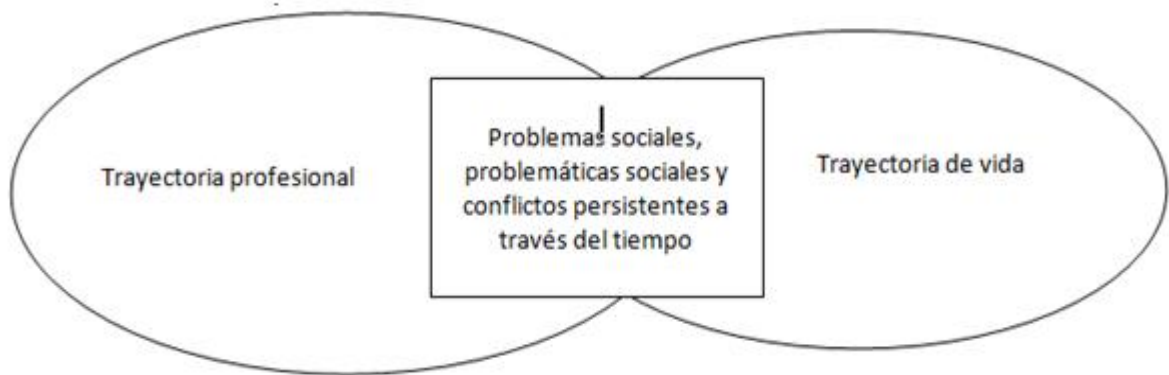 Trayectoria profesional
Problemas sociales,
problemáticas sociales y
conflictos persistentes a
través del tiempo
Trayectoria de vida